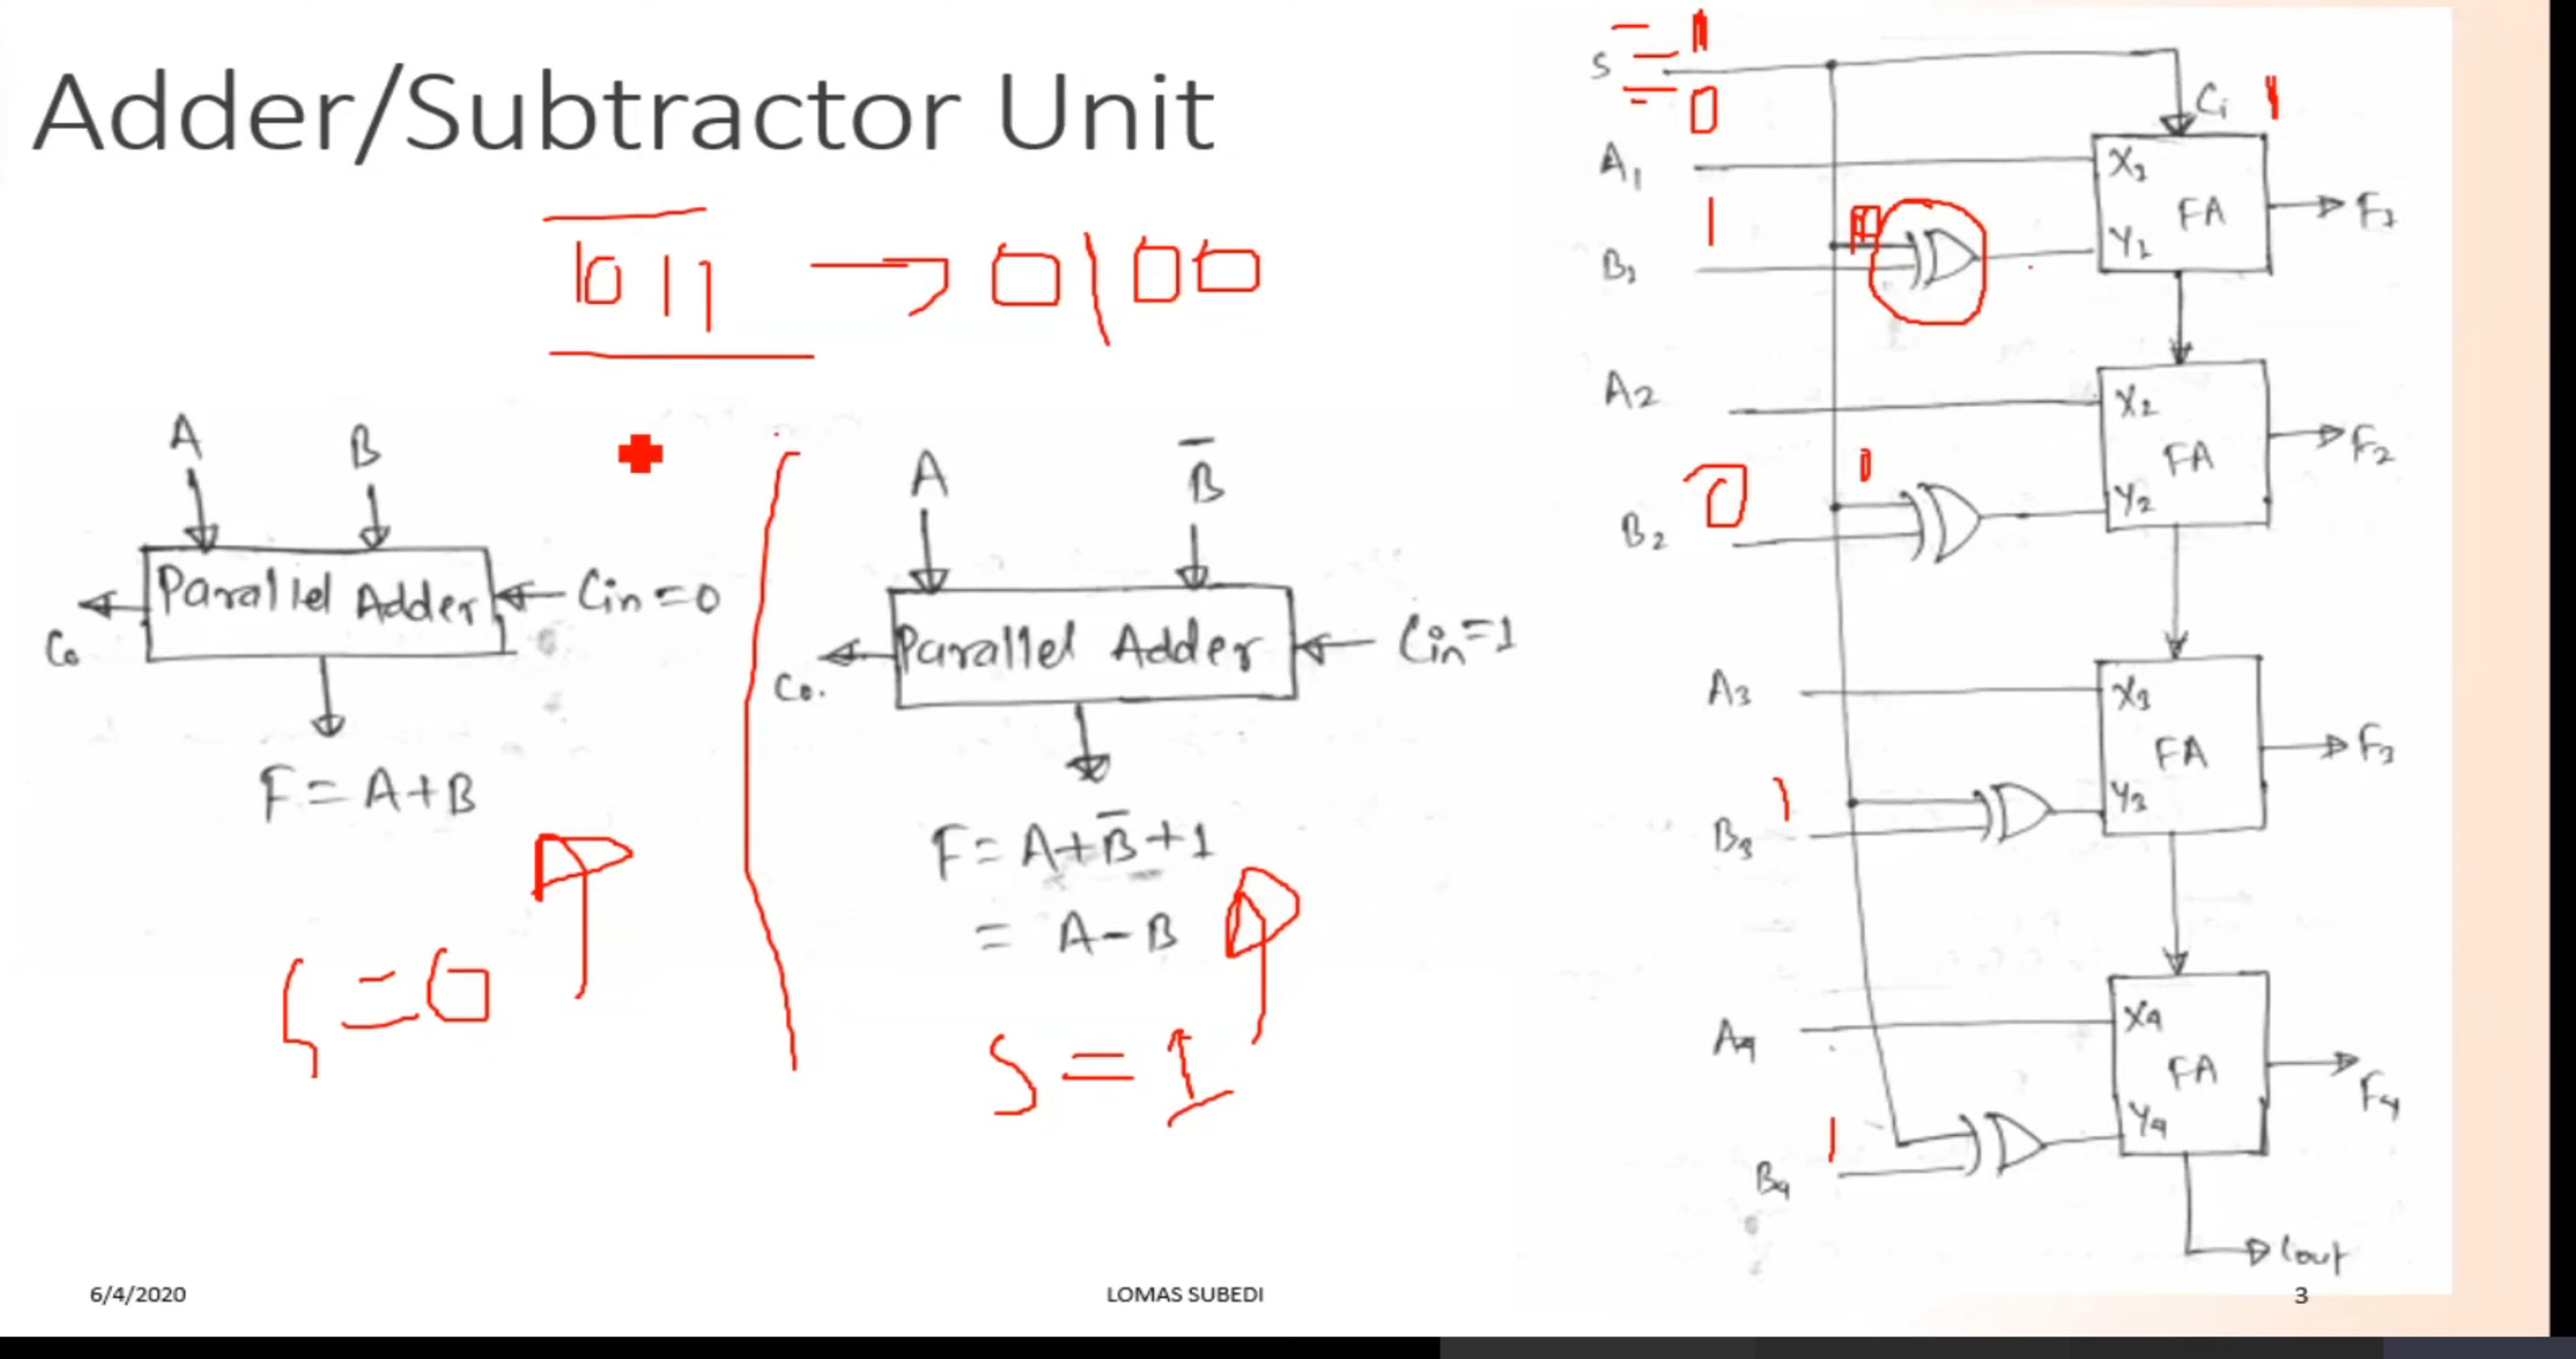 Adder/Subtractor Unit
1011 → 0100
A
B
Parallel Adder
Cin=0
Co
F=A+B
S=0
A
B̅
Parallel Adder
Cin=1
Co.
F=A+B̅+1
=A-B
S=1
S
=1
=0
Ci
1
A1
X1
FA
F1
1
B1
Y1
A2
X2
FA
F2
0
0
B2
Y2
A3
X3
FA
F3
1
B3
Y3
A4
X4
FA
F4
1
B4
Y4
Cout
6/4/2020
LOMAS SUBEDI
3